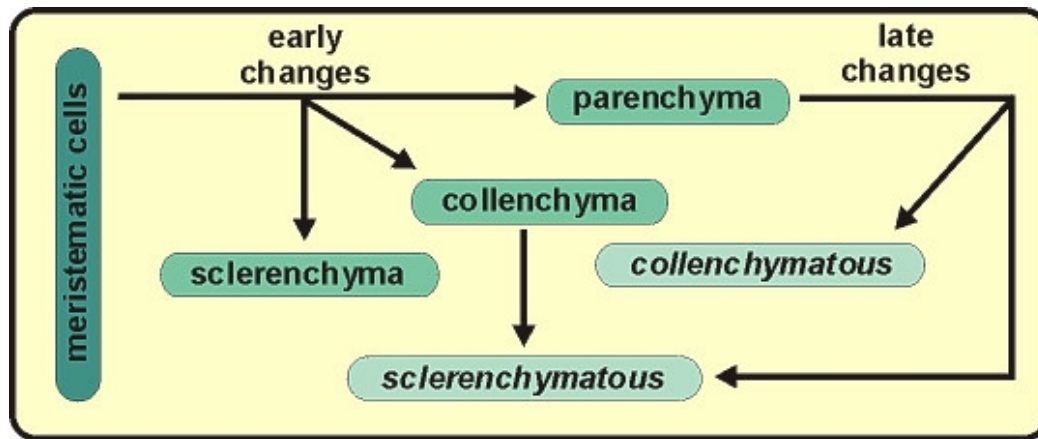 meristematic cells
early
changes
late
changes
parenchyma
collenchyma
sclerenchyma
collenchymatous
sclerenchymatous